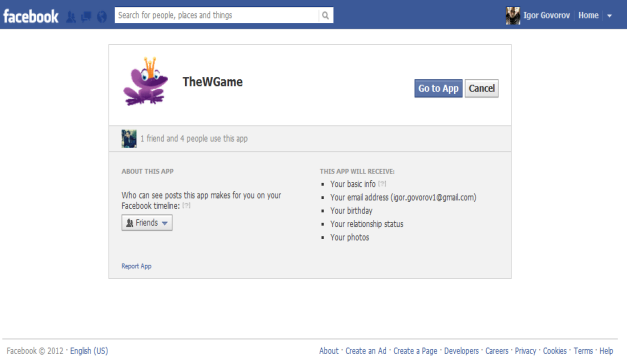 facebook
Search for people, places and things
Igor Govorov
Home
TheWGame
Go to App
Cancel
1 friend and 4 people use this app
ABOUT THIS APP
Who can see posts this app makes for you on your
Facebook timeline: [?]
Friends
Report App
THIS APP WILL RECEIVE:
Your basic info [?]
Your email address (igor.govorov1@gmail.com)
Your birthday
Your relationship status
Your photos
Facebook © 2012 · English (US)
About · Create an Ad · Create a Page · Developers · Careers · Privacy · Cookies · Terms · Help